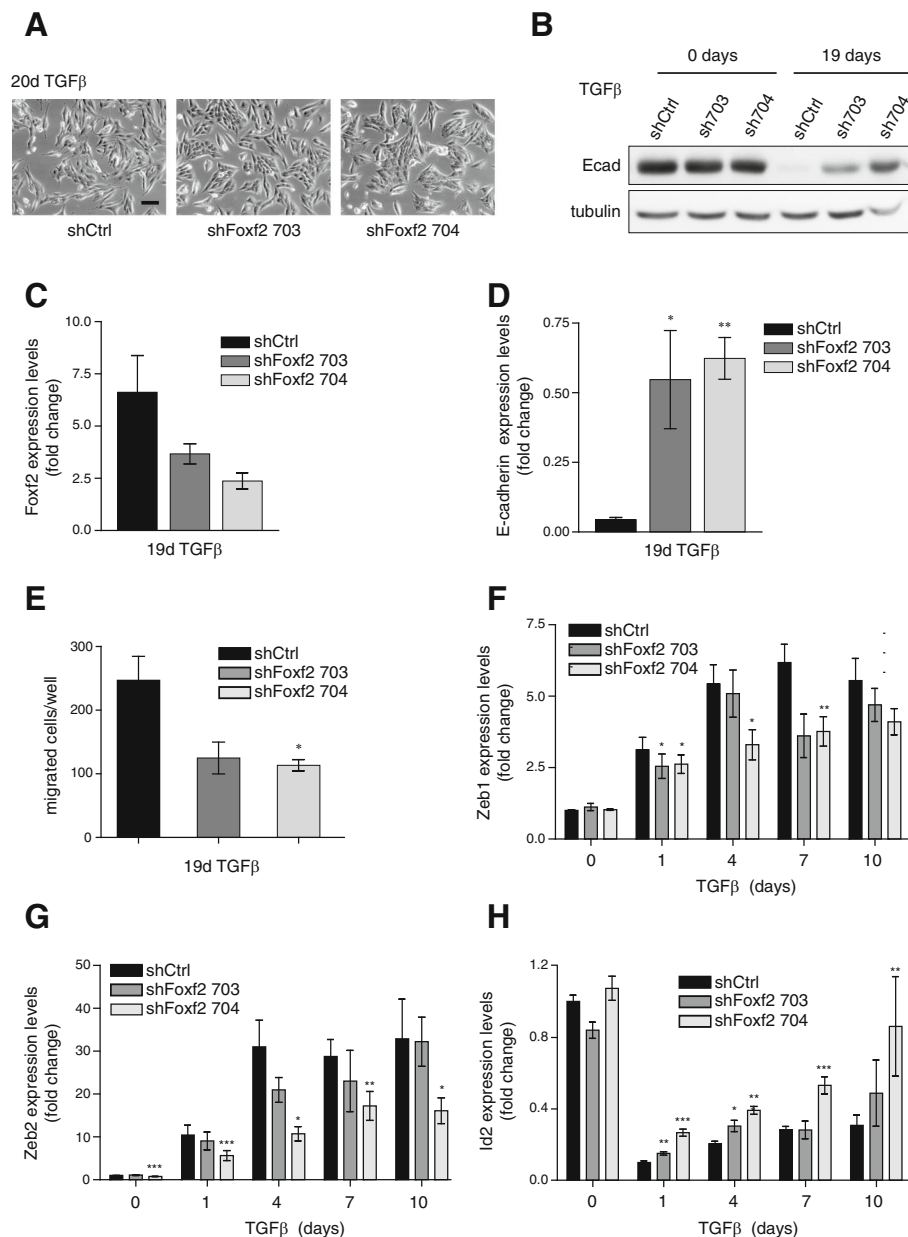 A
20d TGFβ
shCtrl
shFoxf2 703
shFoxf2 704
B
0 days
19 days
TGFβ
shCtrl
sh703
sh704
shCtrl
sh703
sh704
Ecad
tubulin
C
Foxf2 expression levels
(fold change)
10.0
7.5
5.0
2.5
0.0
shCtrl
shFoxf2 703
shFoxf2 704
19d TGFβ
D
E-cadherin expression levels
(fold change)
0.75
0.50
0.25
0.00
*
**
shCtrl
shFoxf2 703
shFoxf2 704
19d TGFβ
E
migrated cells/well
300
200
100
0
*
shCtrl
shFoxf2 703
shFoxf2 704
19d TGFβ
F
Zeb1 expression levels
(fold change)
7.5
5.0
2.5
0.0
shCtrl
shFoxf2 703
shFoxf2 704
* * * **
0 1 4 7 10
TGFβ (days)
G
Zeb2 expression levels
(fold change)
50
40
30
20
10
0
shCtrl
shFoxf2 703
shFoxf2 704
*** *** * ** *
0 1 4 7 10
TGFβ (days)
H
Id2 expression levels
(fold change)
1.2
0.8
0.4
0.0
shCtrl
shFoxf2 703
shFoxf2 704
** *** * ** *** **
0 1 4 7 10
TGFβ (days)